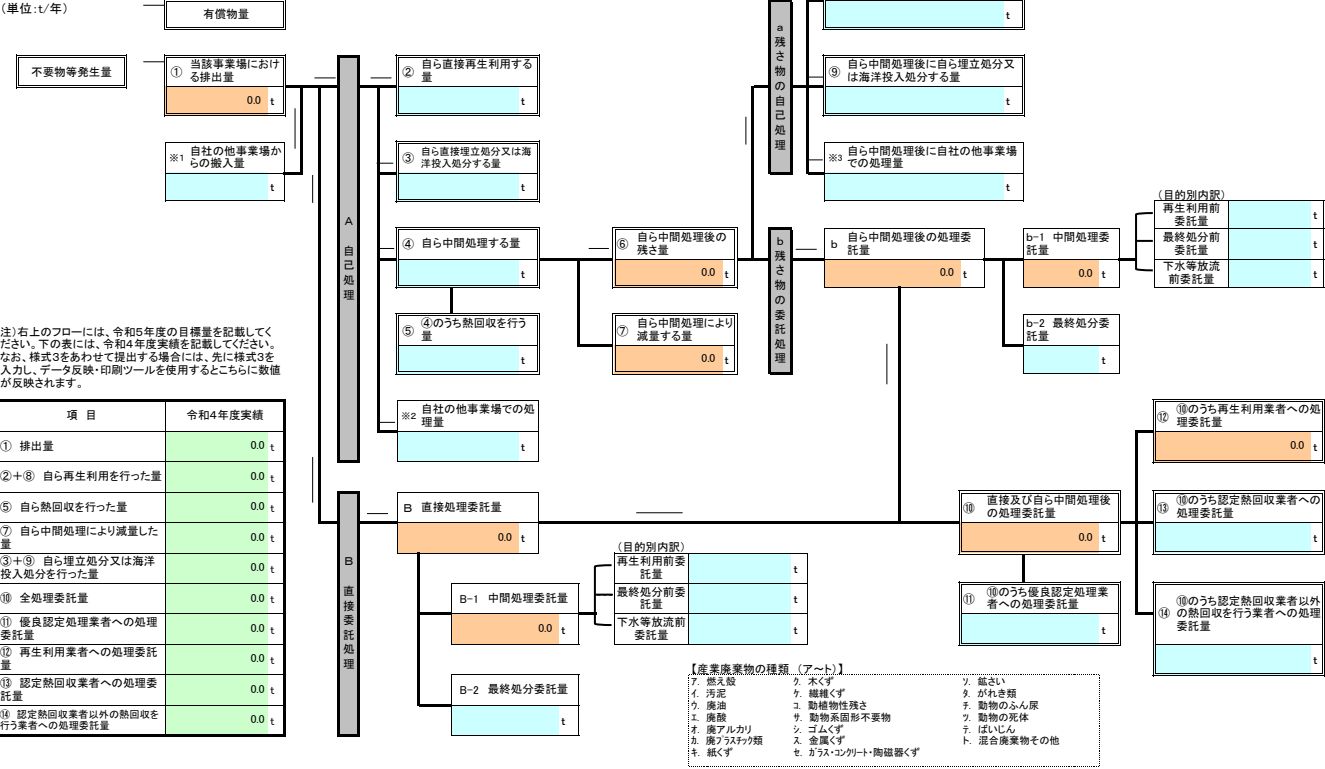 （単位:t/年）
有償物量
t
不要物等発生量
① 当該事業場におけ
る排出量
0.0 t
※1 自社の他事業場か
らの搬入量
t
A 自己処理
② 自ら直接再生利用する
量
t
③ 自ら直接埋立処分又は海
洋投入処分する量
t
④ 自ら中間処理する量
t
⑤ ④のうち熱回収を行う
量
t
※2 自社の他事業場での処
理量
t
⑥ 自ら中間処理後の
残さ量
0.0 t
⑦ 自ら中間処理により
減量する量
0.0 t
a 残さ物の自己処理
t
⑨ 自ら中間処理後に自ら埋立処分又
は海洋投入処分する量
t
※3 自ら中間処理後に自社の他事業場
での処理量
t
b 残さ物の委託処理
b 自ら中間処理後の処理委
託量
0.0 t
b-1 中間処理委
託量
0.0 t
（目的別内訳）
再生利用前
委託量
t
最終処分前
委託量
t
下水等放流
前委託量
t
b-2 最終処分委
託量
t
注）右上のフローには、令和5年度の目標量を記載してく
ださい。下の表には、令和4年度実績を記載してください。
なお、様式3をあわせて提出する場合には、先に様式3を
入力し、データ反映・印刷ツールを使用するとこちらに数値
が反映されます。
項 目 令和4年度実績
① 排出量 0.0 t
②＋⑧ 自ら再生利用を行った量 0.0 t
⑤ 自ら熱回収を行った量 0.0 t
⑦ 自ら中間処理により減量した
量 0.0 t
③＋⑨ 自ら埋立処分又は海洋
投入処分を行った量 0.0 t
⑩ 全処理委託量 0.0 t
⑪ 優良認定処理業者への処理
委託量 0.0 t
⑫ 再生利用業者への処理委託
量 0.0 t
⑬ 認定熱回収業者への処理委
託量 0.0 t
⑭ 認定熱回収業者以外の熱回収を
行う業者への処理委託量 0.0 t
B 直接委託処理
B 直接処理委託量
0.0 t
B-1 中間処理委託量
0.0 t
（目的別内訳）
再生利用前委
託量
t
最終処分前委
託量
t
下水等放流前
委託量
t
B-2 最終処分委託量
t
⑩ 直接及び自ら中間処理後
の処理委託量
0.0 t
⑪ ⑩のうち優良認定処理業
者への処理委託量
t
⑫ ⑩のうち再生利用業者への処
理委託量
0.0 t
⑬ ⑩のうち認定熱回収業者への
処理委託量
t
⑭ ⑩のうち認定熱回収業者以外
の熱回収を行う業者への処理
委託量
t
【産業廃棄物の種類 （ア～ト）】
ア. 燃え殻 ク. 木くず ソ. 鉱さい
イ. 汚泥 ケ. 繊維くず タ. がれき類
ウ. 廃油 コ. 動植物性残さ チ. 動物のふん尿
エ. 廃酸 サ. 動物系固形不要物 ツ. 動物の死体
オ. 廃アルカリ シ. ゴムくず テ. ばいじん
カ. 廃プラスチック類 ス. 金属くず ト. 混合廃棄物その他
キ. 紙くず セ. ガラス・コンクリート・陶磁器くず